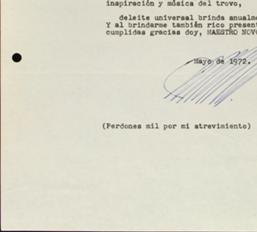 inspiración y música del trovo,
deleite universal brinda anualme
Y al brindarme también rico present
cumplidas gracias doy, MAESTRO NOVO
Mayo de 1972.
(Perdones mil por mi atrevimiento)